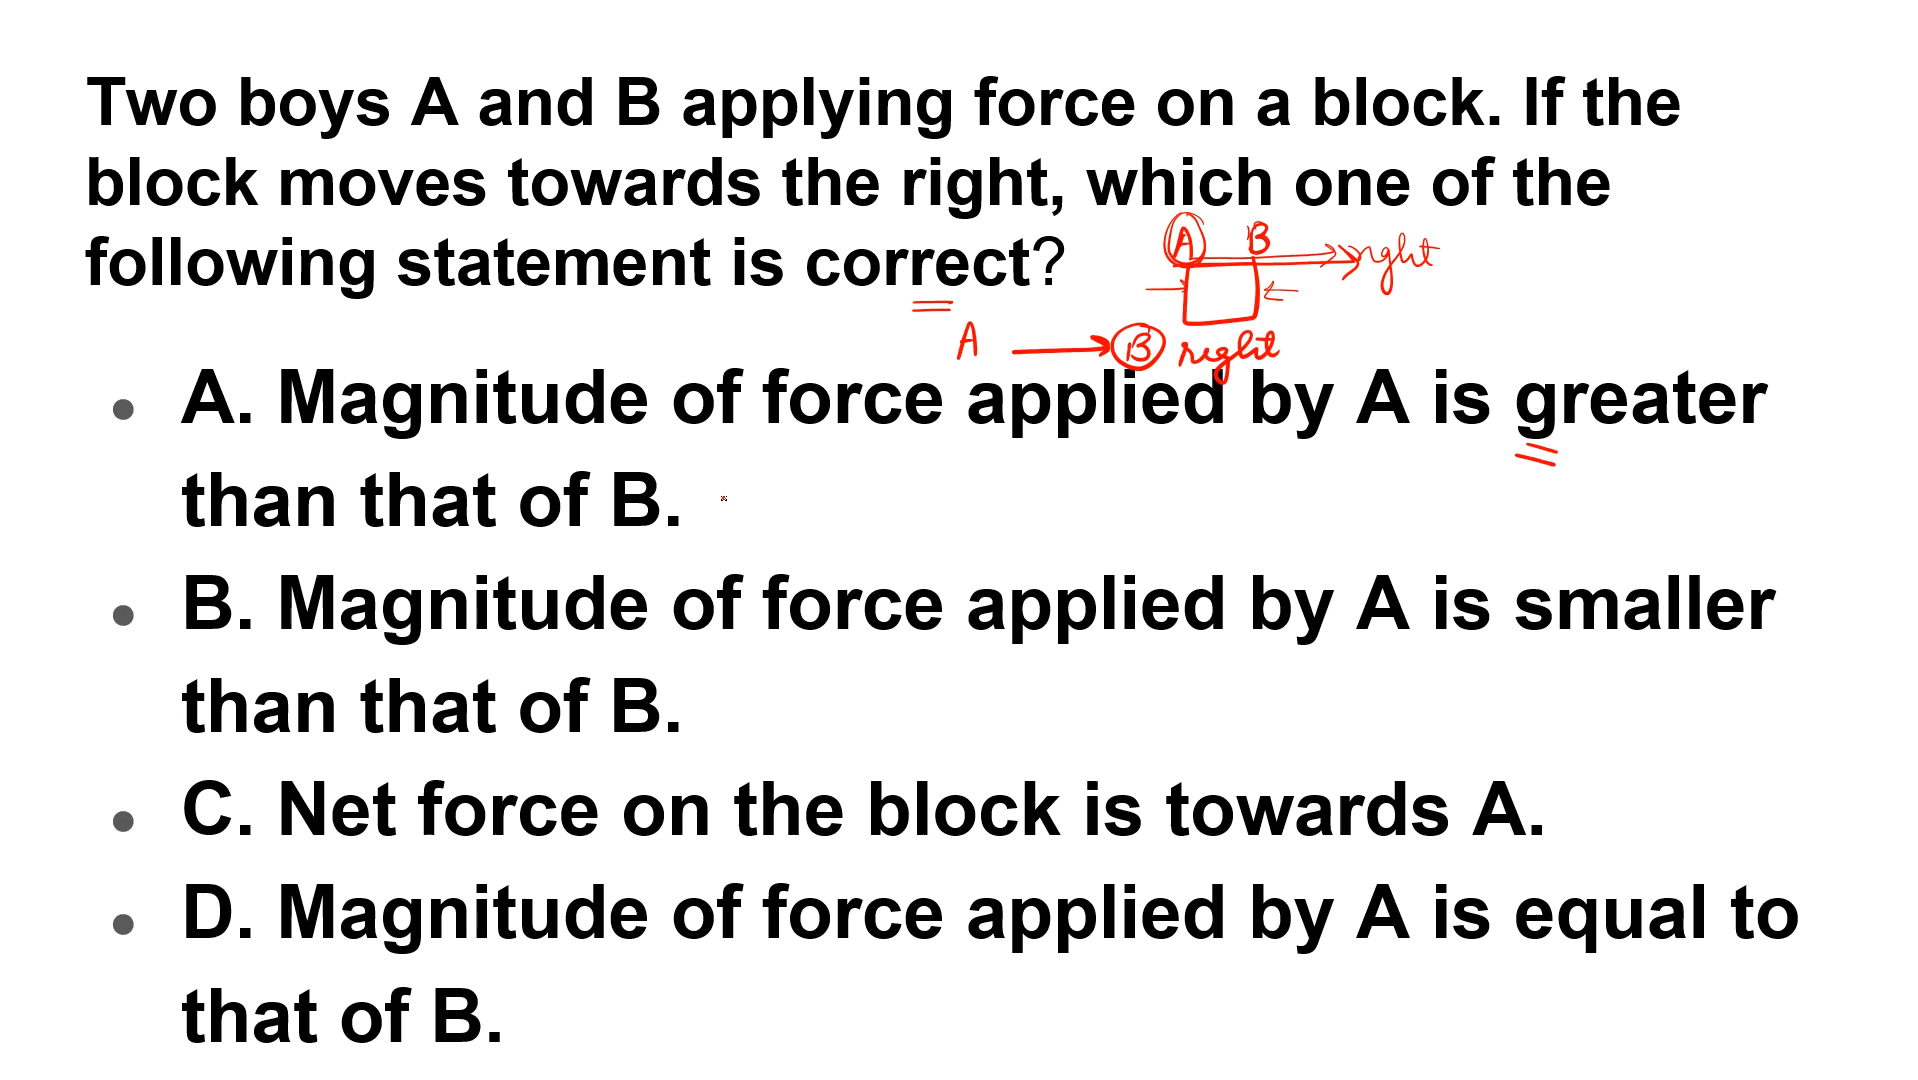 Two boys A and B applying force on a block. If the
block moves towards the right, which one of the
following statement is correct?
A B right
A B right
A. Magnitude of force applied by A is greater
than that of B.
B. Magnitude of force applied by A is smaller
than that of B.
C. Net force on the block is towards A.
D. Magnitude of force applied by A is equal to
that of B.